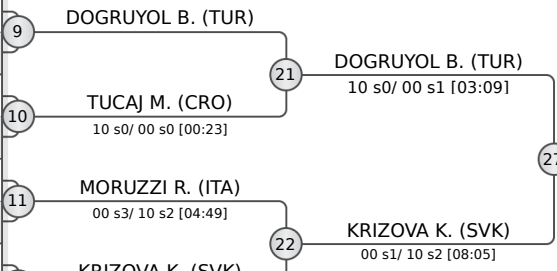 DOGRUYOL B. (TUR)
9
21
DOGRUYOL B. (TUR)
10 s0/ 00 s1 [03:09]
TUCAJ M. (CRO)
10
10 s0/ 00 s0 [00:23]
27
MORUZZI R. (ITA)
11
00 s3/ 10 s2 [04:49]
22
KRIZOVA K. (SVK)
00 s1/ 10 s2 [08:05]
KRIZOVA K. (SVK)